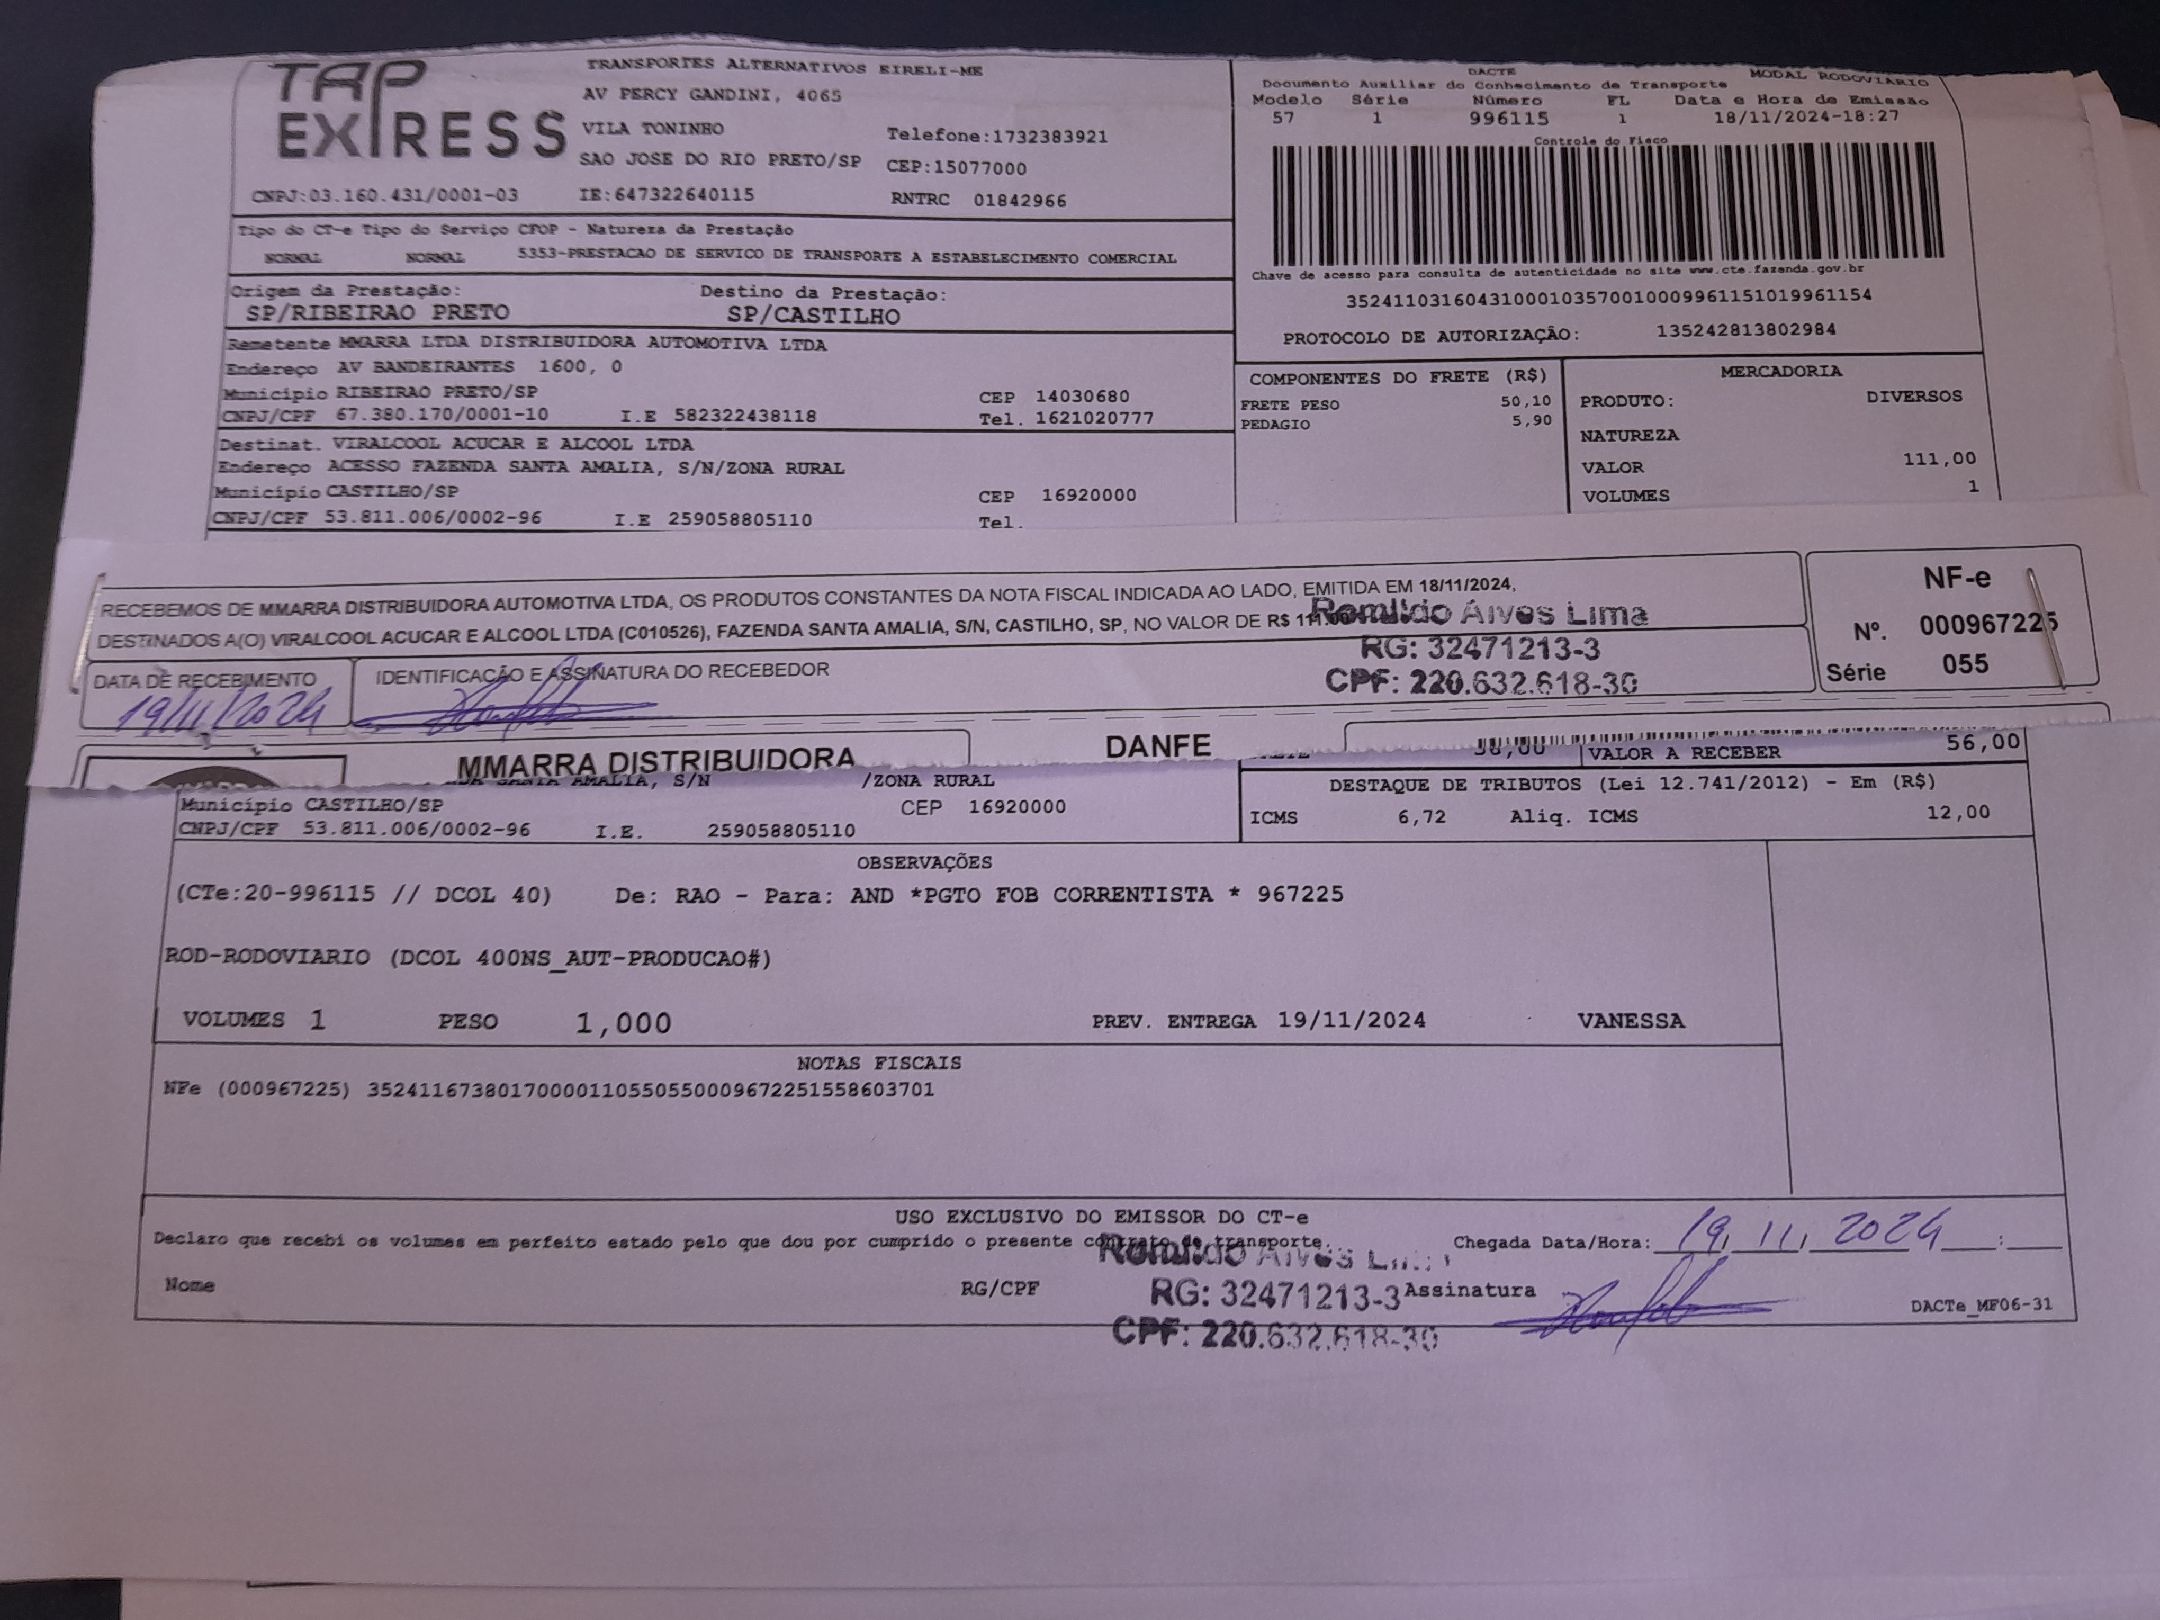 TAP EXPRESS
TRANSPORTES ALTERNATIVOS EIRELI-ME
AV PERCY GANDINI, 4065
VILA TONINHO
Telefone:1732383921
SAO JOSE DO RIO PRETO/SP
CEP:15077000
CNPJ:03.160.431/0001-03 IE:647322640115 RNTRC 01842966
DACTE MODAL RODOVIARIO
Documento Auxiliar do Conhecimento de Transporte
Modelo Série Número FL Data e Hora de Emissão
57 1 996115 1 18/11/2024-18:27
Controle do Fisco
Chave de acesso para consulta de autenticidade no site www.cte.fazenda.gov.br
35241103160431000103570010009961151019961154
PROTOCOLO DE AUTORIZAÇÃO: 135242813802984
Tipo do CT-e Tipo do Serviço CFOP - Natureza da Prestação
NORMAL NORMAL 5353-PRESTACAO DE SERVICO DE TRANSPORTE A ESTABELECIMENTO COMERCIAL
Origem da Prestação: Destino da Prestação:
SP/RIBEIRAO PRETO SP/CASTILHO
Remetente MMARRA LTDA DISTRIBUIDORA AUTOMOTIVA LTDA
Endereço AV BANDEIRANTES 1600, 0
Município RIBEIRAO PRETO/SP CEP 14030680
CNPJ/CPF 67.380.170/0001-10 I.E 582322438118 Tel. 1621020777
Destinat. VIRALCOOL ACUCAR E ALCOOL LTDA
Endereço ACESSO FAZENDA SANTA AMALIA, S/N/ZONA RURAL
Município CASTILHO/SP CEP 16920000
CNPJ/CPF 53.811.006/0002-96 I.E 259058805110 Tel.
COMPONENTES DO FRETE (R$)
FRETE PESO 50,10
PEDAGIO 5,90
MERCADORIA
PRODUTO: DIVERSOS
NATUREZA
VALOR 111,00
VOLUMES 1
RECEBEMOS DE MMARRA DISTRIBUIDORA AUTOMOTIVA LTDA, OS PRODUTOS CONSTANTES DA NOTA FISCAL INDICADA AO LADO, EMITIDA EM 18/11/2024,
DESTINADOS A(O) VIRALCOOL ACUCAR E ALCOOL LTDA (C010526), FAZENDA SANTA AMALIA, S/N, CASTILHO, SP, NO VALOR DE R$
Romildo Alves Lima
RG: 32471213-3
CPF: 220.632.618-30
DATA DE RECEBIMENTO
19/11/2024
IDENTIFICAÇÃO E ASSINATURA DO RECEBEDOR
NF-e
Nº. 000967225
Série 055
MMARRA DISTRIBUIDORA
DANFE
VALOR A RECEBER 56,00
AMALIA, S/N /ZONA RURAL
Município CASTILHO/SP CEP 16920000
CNPJ/CPF 53.811.006/0002-96 I.E. 259058805110
DESTAQUE DE TRIBUTOS (Lei 12.741/2012) - Em (R$)
ICMS 6,72 Aliq. ICMS 12,00
OBSERVAÇÕES
(CTe:20-996115 // DCOL 40) De: RAO - Para: AND *PGTO FOB CORRENTISTA * 967225
ROD-RODOVIARIO (DCOL 400NS_AUT-PRODUCAO#)
VOLUMES 1 PESO 1,000 PREV. ENTREGA 19/11/2024 VANESSA
NOTAS FISCAIS
NFe (000967225) 35241167380170000110550550009672251558603701
USO EXCLUSIVO DO EMISSOR DO CT-e
Declaro que recebi os volumes em perfeito estado pelo que dou por cumprido o presente contrato de transporte.
Chegada Data/Hora: 19/11/2024
Nome RG/CPF
Romildo Alves Lima
RG: 32471213-3
CPF: 220.632.618-30
Assinatura
DACTe_MF06-31